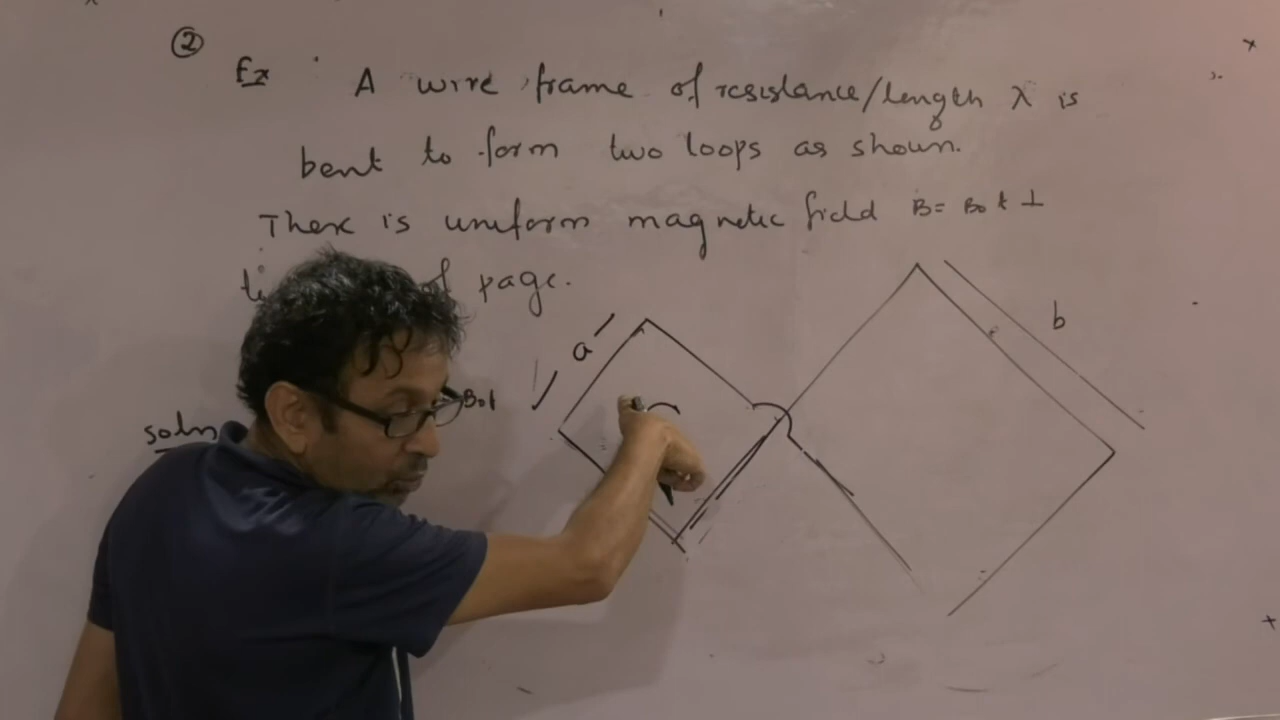 ②
Ex A wire frame of resistance/length λ is
bent to form two loops as shown.
There is uniform magnetic field B = B₀t ⊥
of page.
a
b
B₀t
soln